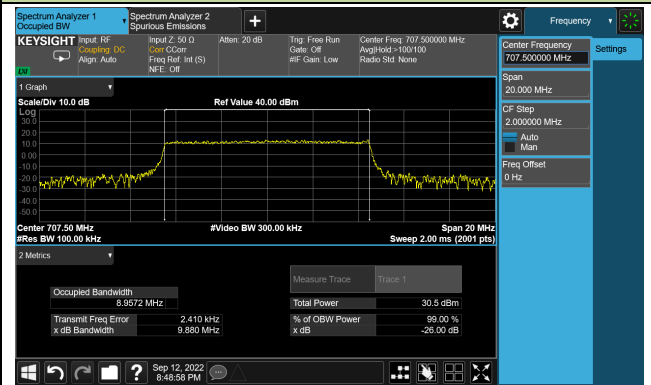 Spectrum Analyzer 1
Occupied BW
Spectrum Analyzer 2
Spurious Emissions
Frequency
KEYSIGHT
Input: RF
Coupling: DC
Align: Auto
Input Z: 50 Ω
Corr CCorr
Freq Ref: Int (S)
NFE: Off
Atten: 20 dB
Trig: Free Run
Gate: Off
#IF Gain: Low
Center Freq: 707.500000 MHz
Avg|Hold:>100/100
Radio Std: None
Center Frequency
707.500000 MHz
Settings
Span
20.000 MHz
CF Step
2.000000 MHz
Auto
Man
Freq Offset
0 Hz
1 Graph
Scale/Div 10.0 dB
Ref Value 40.00 dBm
Log
30.0
20.0
10.0
0.00
-10.0
-20.0
-30.0
-40.0
-50.0
Center 707.50 MHz
#Video BW 300.00 kHz
Span 20 MHz
#Res BW 100.00 kHz
Sweep 2.00 ms (2001 pts)
2 Metrics
Measure Trace
Trace 1
Occupied Bandwidth
8.9572 MHz
Total Power
30.5 dBm
Transmit Freq Error
2.410 kHz
% of OBW Power
99.00 %
x dB Bandwidth
9.880 MHz
x dB
-26.00 dB
Sep 12, 2022
8:48:58 PM